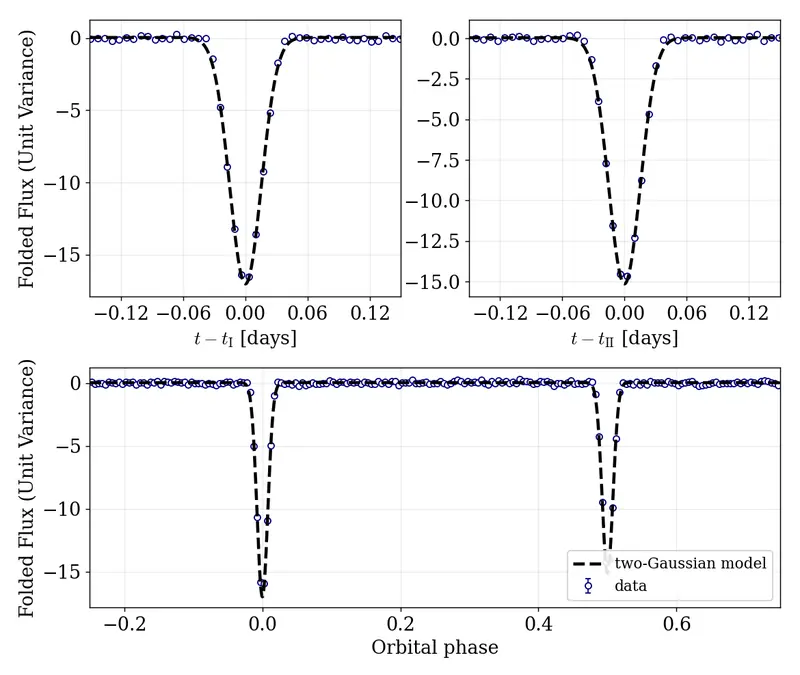 Folded Flux (Unit Variance)
0
−5
−10
−15
−0.12 −0.06 0.00 0.06 0.12
t − tI [days]
0.0
−2.5
−5.0
−7.5
−10.0
−12.5
−15.0
−0.12 −0.06 0.00 0.06 0.12
t − tII [days]
Folded Flux (Unit Variance)
0
−5
−10
−15
two-Gaussian model
data
−0.2 0.0 0.2 0.4 0.6
Orbital phase